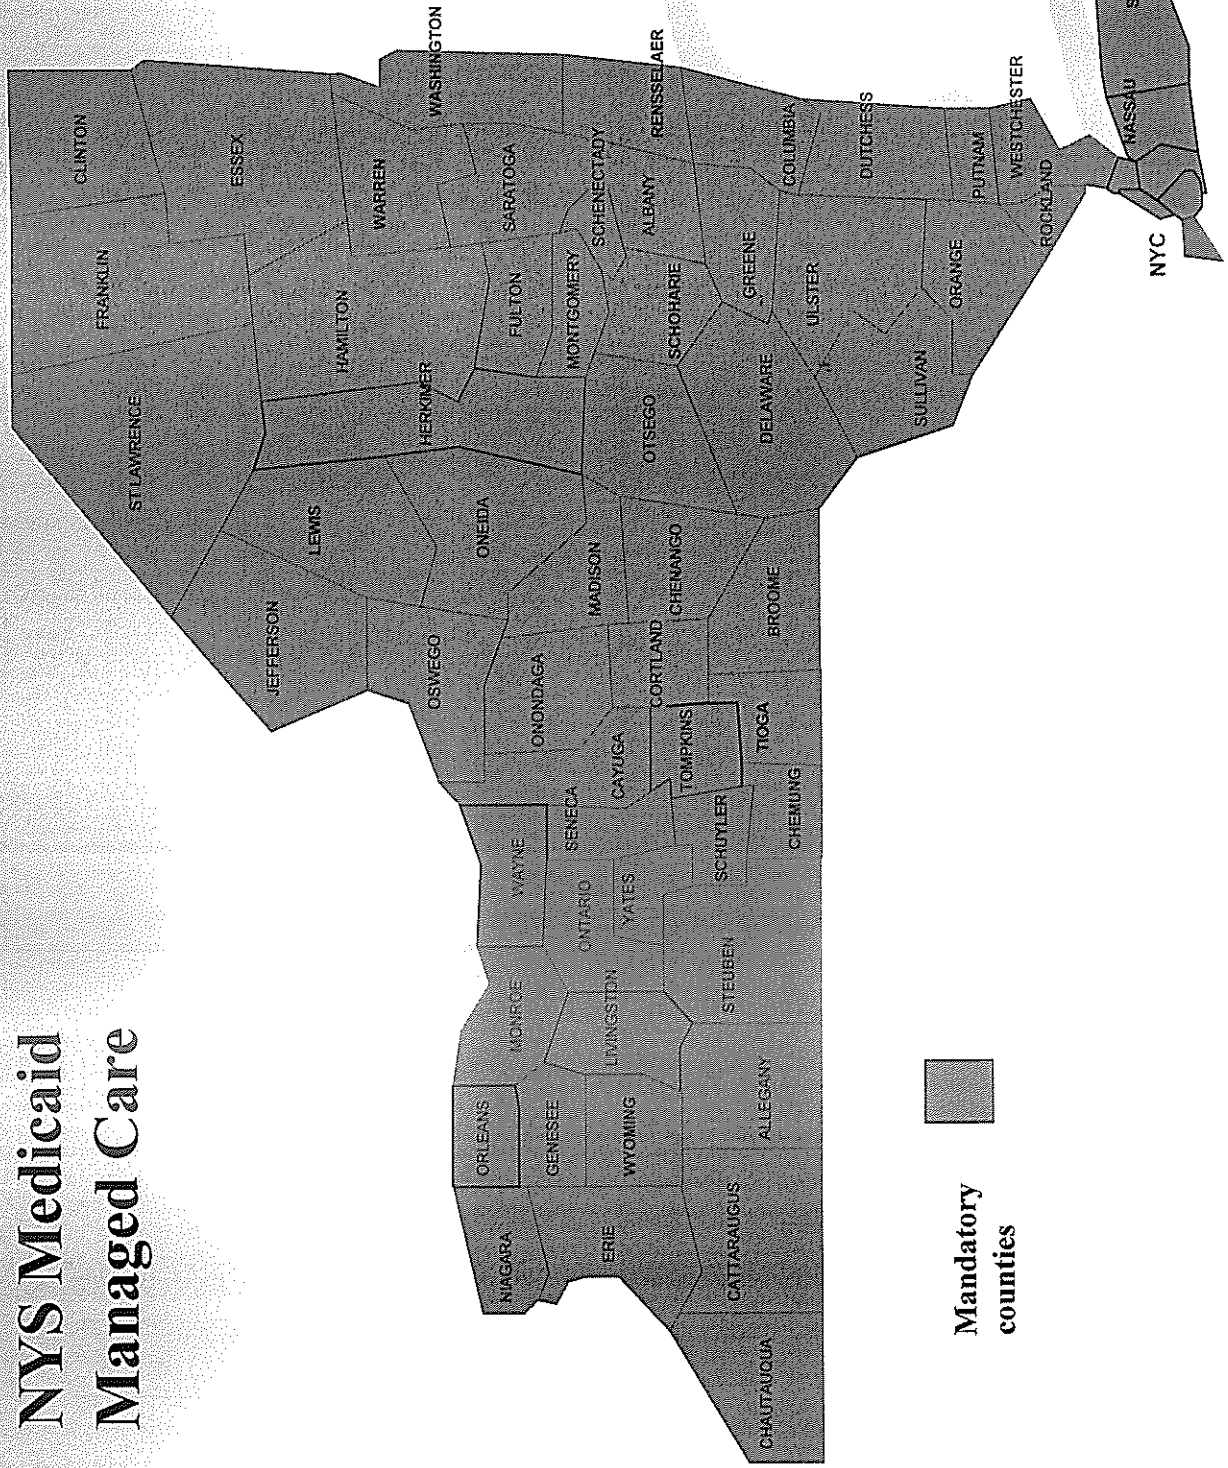 NYS Medicaid
Managed Care
CLINTON
FRANKLIN
ST LAWRENCE
ESSEX
JEFFERSON
LEWIS
HAMILTON
WARREN
HERKIMER
WASHINGTON
OSWEGO
ONEIDA
FULTON
SARATOGA
NIAGARA
ORLEANS
MONROE
WAYNE
ONONDAGA
MONTGOMERY
SCHENECTADY
RENSSELAER
GENESEE
ONTARIO
SENECA
CAYUGA
MADISON
ERIE
WYOMING
LIVINGSTON
YATES
CORTLAND
CHENANGO
OTSEGO
SCHOHARIE
ALBANY
TOMPKINS
SCHUYLER
CHAUTAUQUA
CATTARAUGUS
ALLEGANY
STEUBEN
CHEMUNG
TIOGA
BROOME
DELAWARE
GREENE
COLUMBIA
ULSTER
DUTCHESS
SULLIVAN
ORANGE
PUTNAM
ROCKLAND
WESTCHESTER
NASSAU
S
NYC
Mandatory
counties